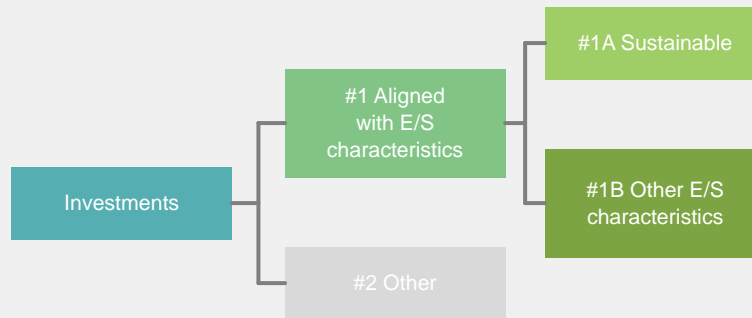 #1A Sustainable
#1 Aligned
with E/S
characteristics
#1B Other E/S
characteristics
Investments
#2 Other